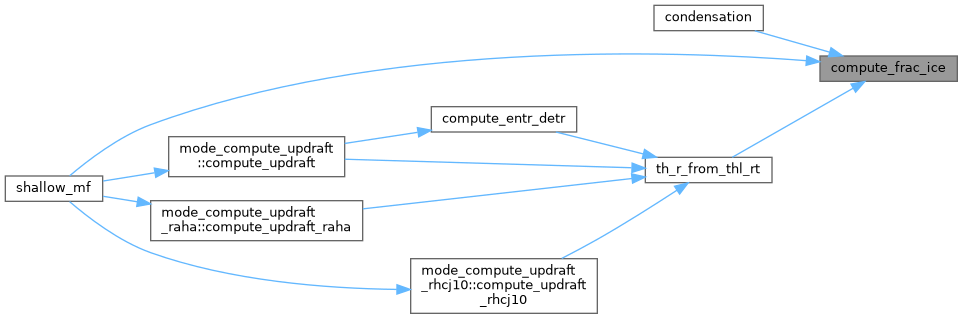 condensation
compute_frac_ice
compute_entr_detr
mode_compute_updraft
::compute_updraft
th_r_from_thl_rt
shallow_mf
mode_compute_updraft
_raha::compute_updraft_raha
mode_compute_updraft
_rhcj10::compute_updraft
_rhcj10